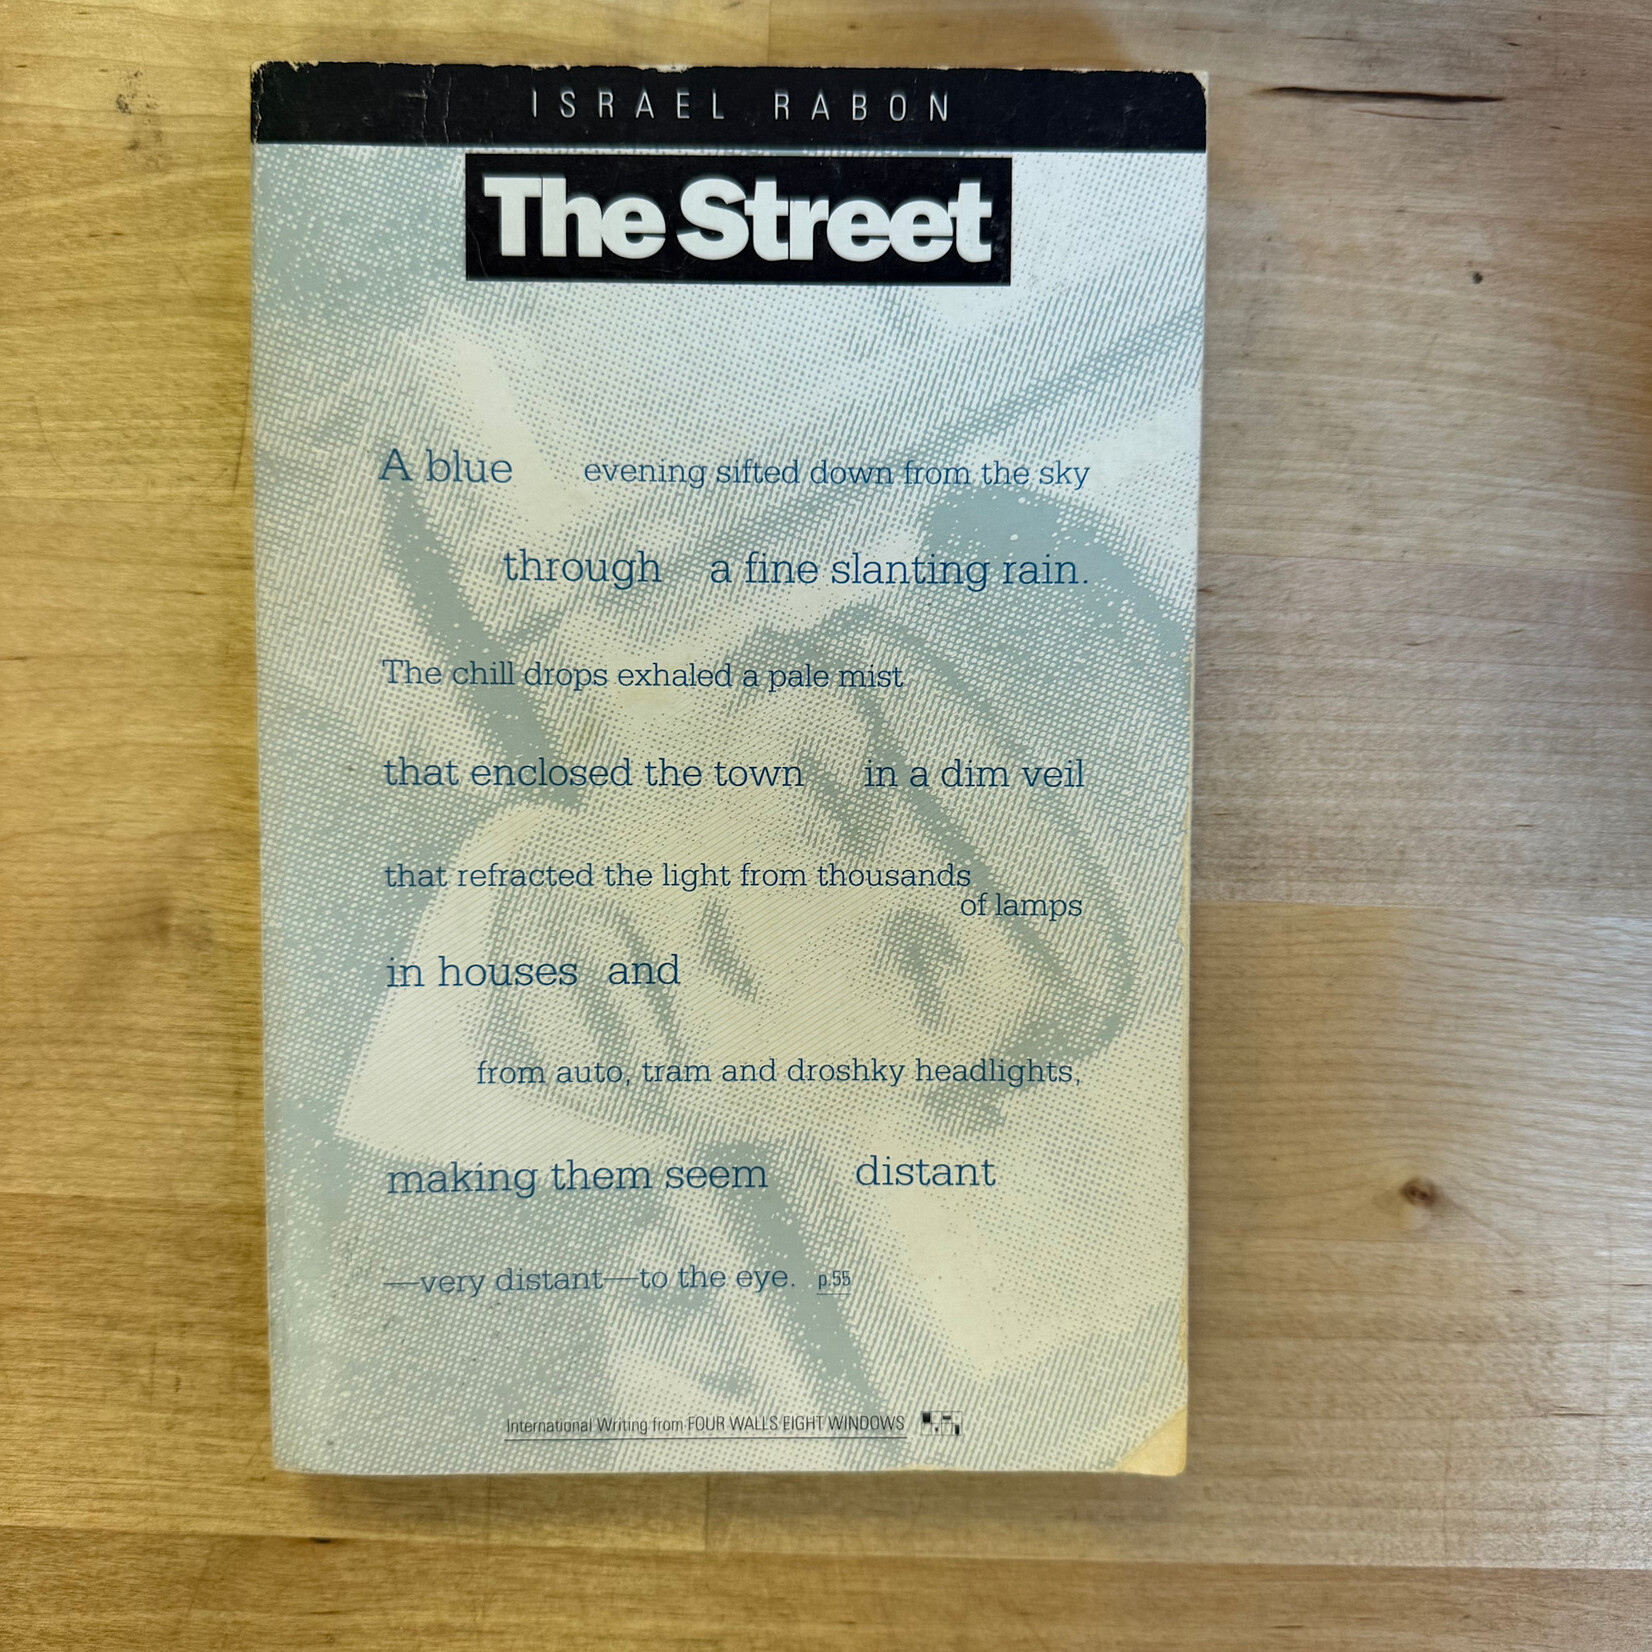 ISRAEL RABON
The Street
A blue evening sifted down from the sky
through a fine slanting rain.
The chill drops exhaled a pale mist
that enclosed the town in a dim veil
that refracted the light from thousands
of lamps
in houses and
from auto, tram and droshky headlights,
making them seem distant
—very distant—to the eye. p.55
International Writing from FOUR WALLS EIGHT WINDOWS